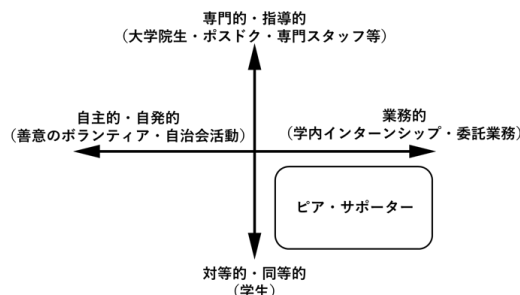 専門的・指導的
（大学院生・ポスドク・専門スタッフ等）
自主的・自発的
（善意のボランティア・自治会活動）
業務的
（学内インターンシップ・委託業務）
ピア・サポーター
対等的・同等的
（学生）